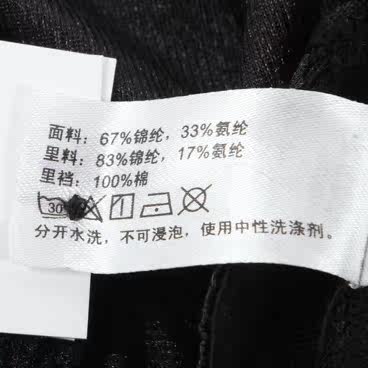 面料：67%锦纶，33%氨纶
里料：83%锦纶，17%氨纶
里裆：100%棉
30
分开水洗，不可浸泡，使用中性洗涤剂。